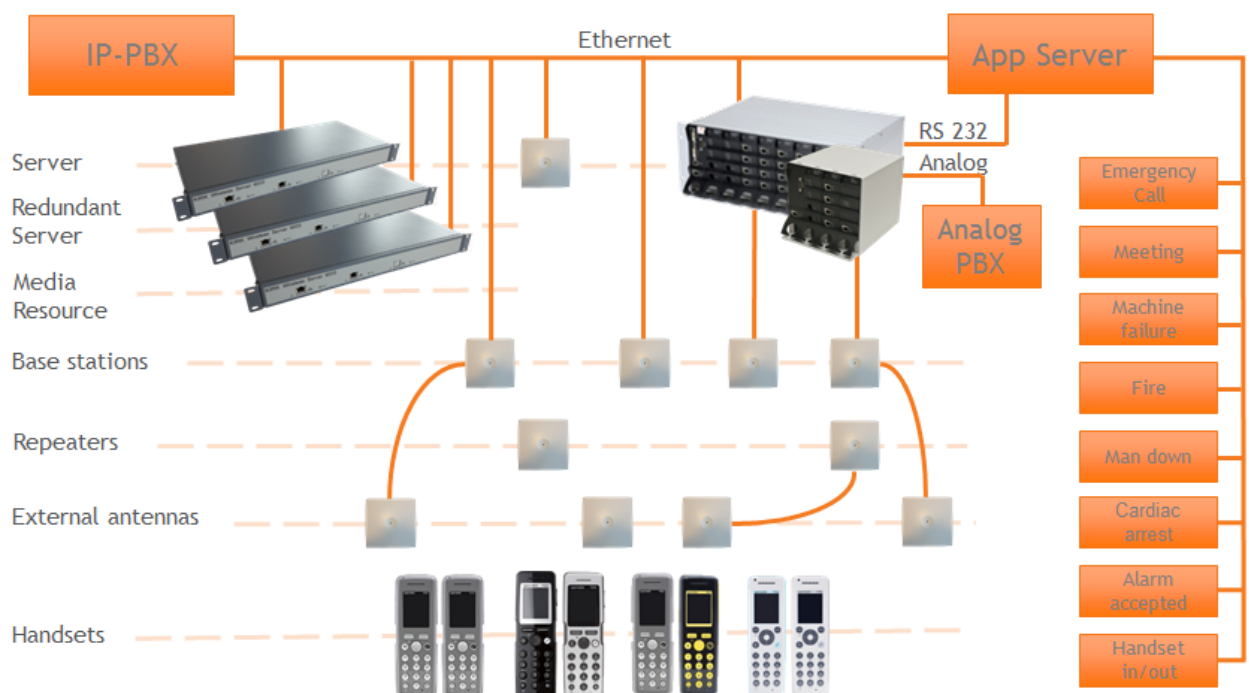 IP-PBX
Ethernet
App Server
RS 232
Analog
Analog
PBX
Server
Redundant
Server
Media
Resource
Base stations
Repeaters
External antennas
Handsets
Emergency
Call
Meeting
Machine
failure
Fire
Man down
Cardiac
arrest
Alarm
accepted
Handset
in/out